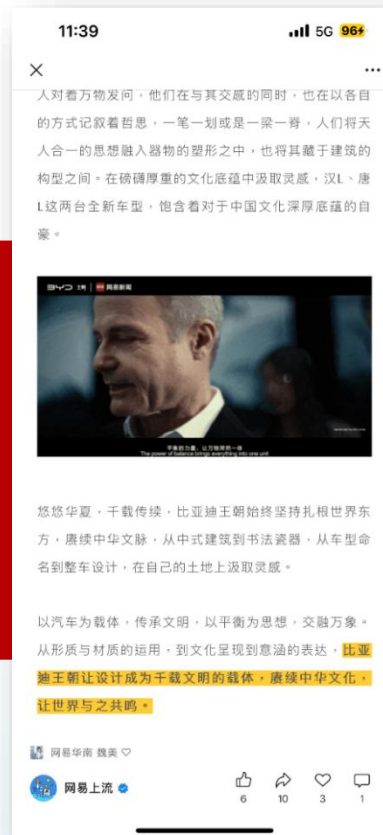 11:39
5G
96
人对着万物发问，他们在与其交感的同时，也在以各自
的方式记叙着哲思，一笔一划或是一梁一脊，人们将天
人合一的思想融入器物的塑形之中，也将其藏于建筑的
构型之间。在磅礴厚重的文化底蕴中汲取灵感，汉L、唐
L这两台全新车型，饱含着对于中国文化深厚底蕴的自
豪。
BYD 王朝 网易新闻
平衡的力量，让万物浑然一体
The power of balance brings everything into one unit
悠悠华夏，千载传续，比亚迪王朝始终坚持扎根世界东
方，赓续中华文脉，从中式建筑到书法瓷器，从车型命
名到整车设计，在自己的土地上汲取灵感。
以汽车为载体，传承文明，以平衡为思想，交融万象。
从形质与材质的运用，到文化呈现到意涵的表达，比亚
迪王朝让设计成为千载文明的载体，赓续中华文化，
让世界与之共鸣。
网易华南 魏美
网易上流
6
10
3
1